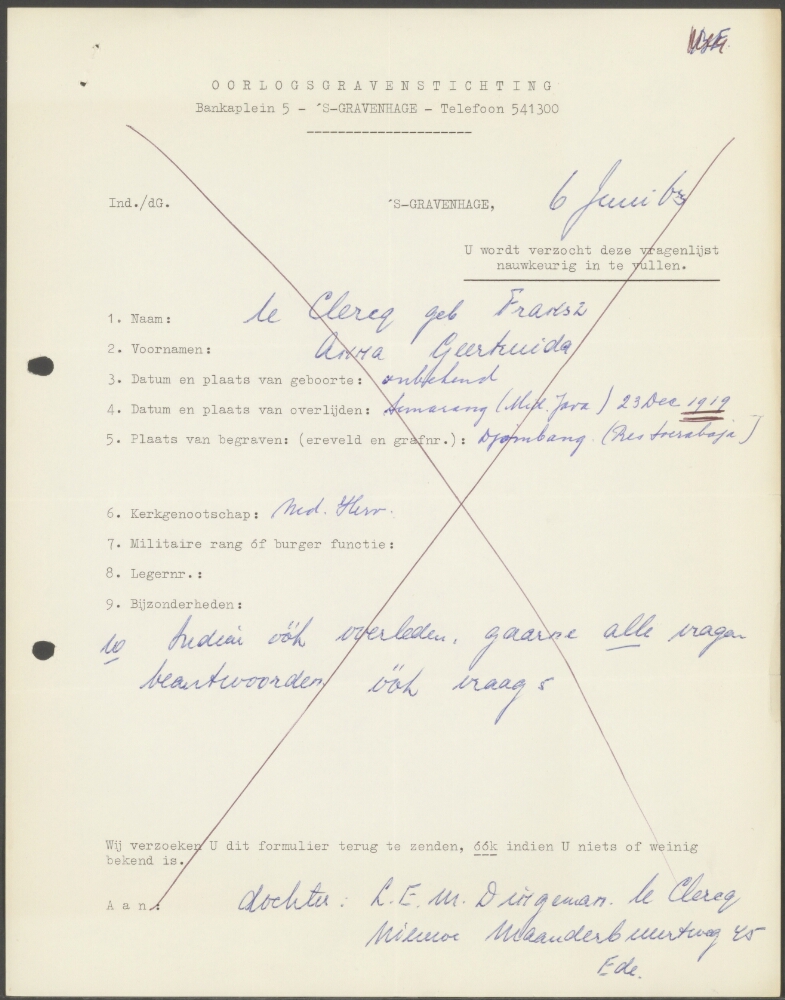 OORLOGSGRAVENSTICHTING
Bankaplein 5 - 'S-GRAVENHAGE - Telefoon 541300
Ind./dG.
'S-GRAVENHAGE, 6 Juni 63
U wordt verzocht deze vragenlijst
nauwkeurig in te vullen.
1. Naam: le Clercq geb Fraksz
2. Voornamen: Anna Geertruida
3. Datum en plaats van geboorte: onbekend
4. Datum en plaats van overlijden: Semarang (Mid. Java) 23 Dec 1919
5. Plaats van begraven: (ereveld en grafnr.): Djombang (Res Soerabaja)
6. Kerkgenootschap: Ned. Herv.
7. Militaire rang óf burger functie:
8. Legernr.:
9. Bijzonderheden:
10 Indien vóh overleden, gaarne alle vragen
beantwoorden vóh vraag 5
Wij verzoeken U dit formulier terug te zenden, óók indien U niets of weinig
bekend is.
Aan: dochter: L.E.M. Dingeman. le Clercq
Nieuwe Maanderbuurtweg 45
Ede.